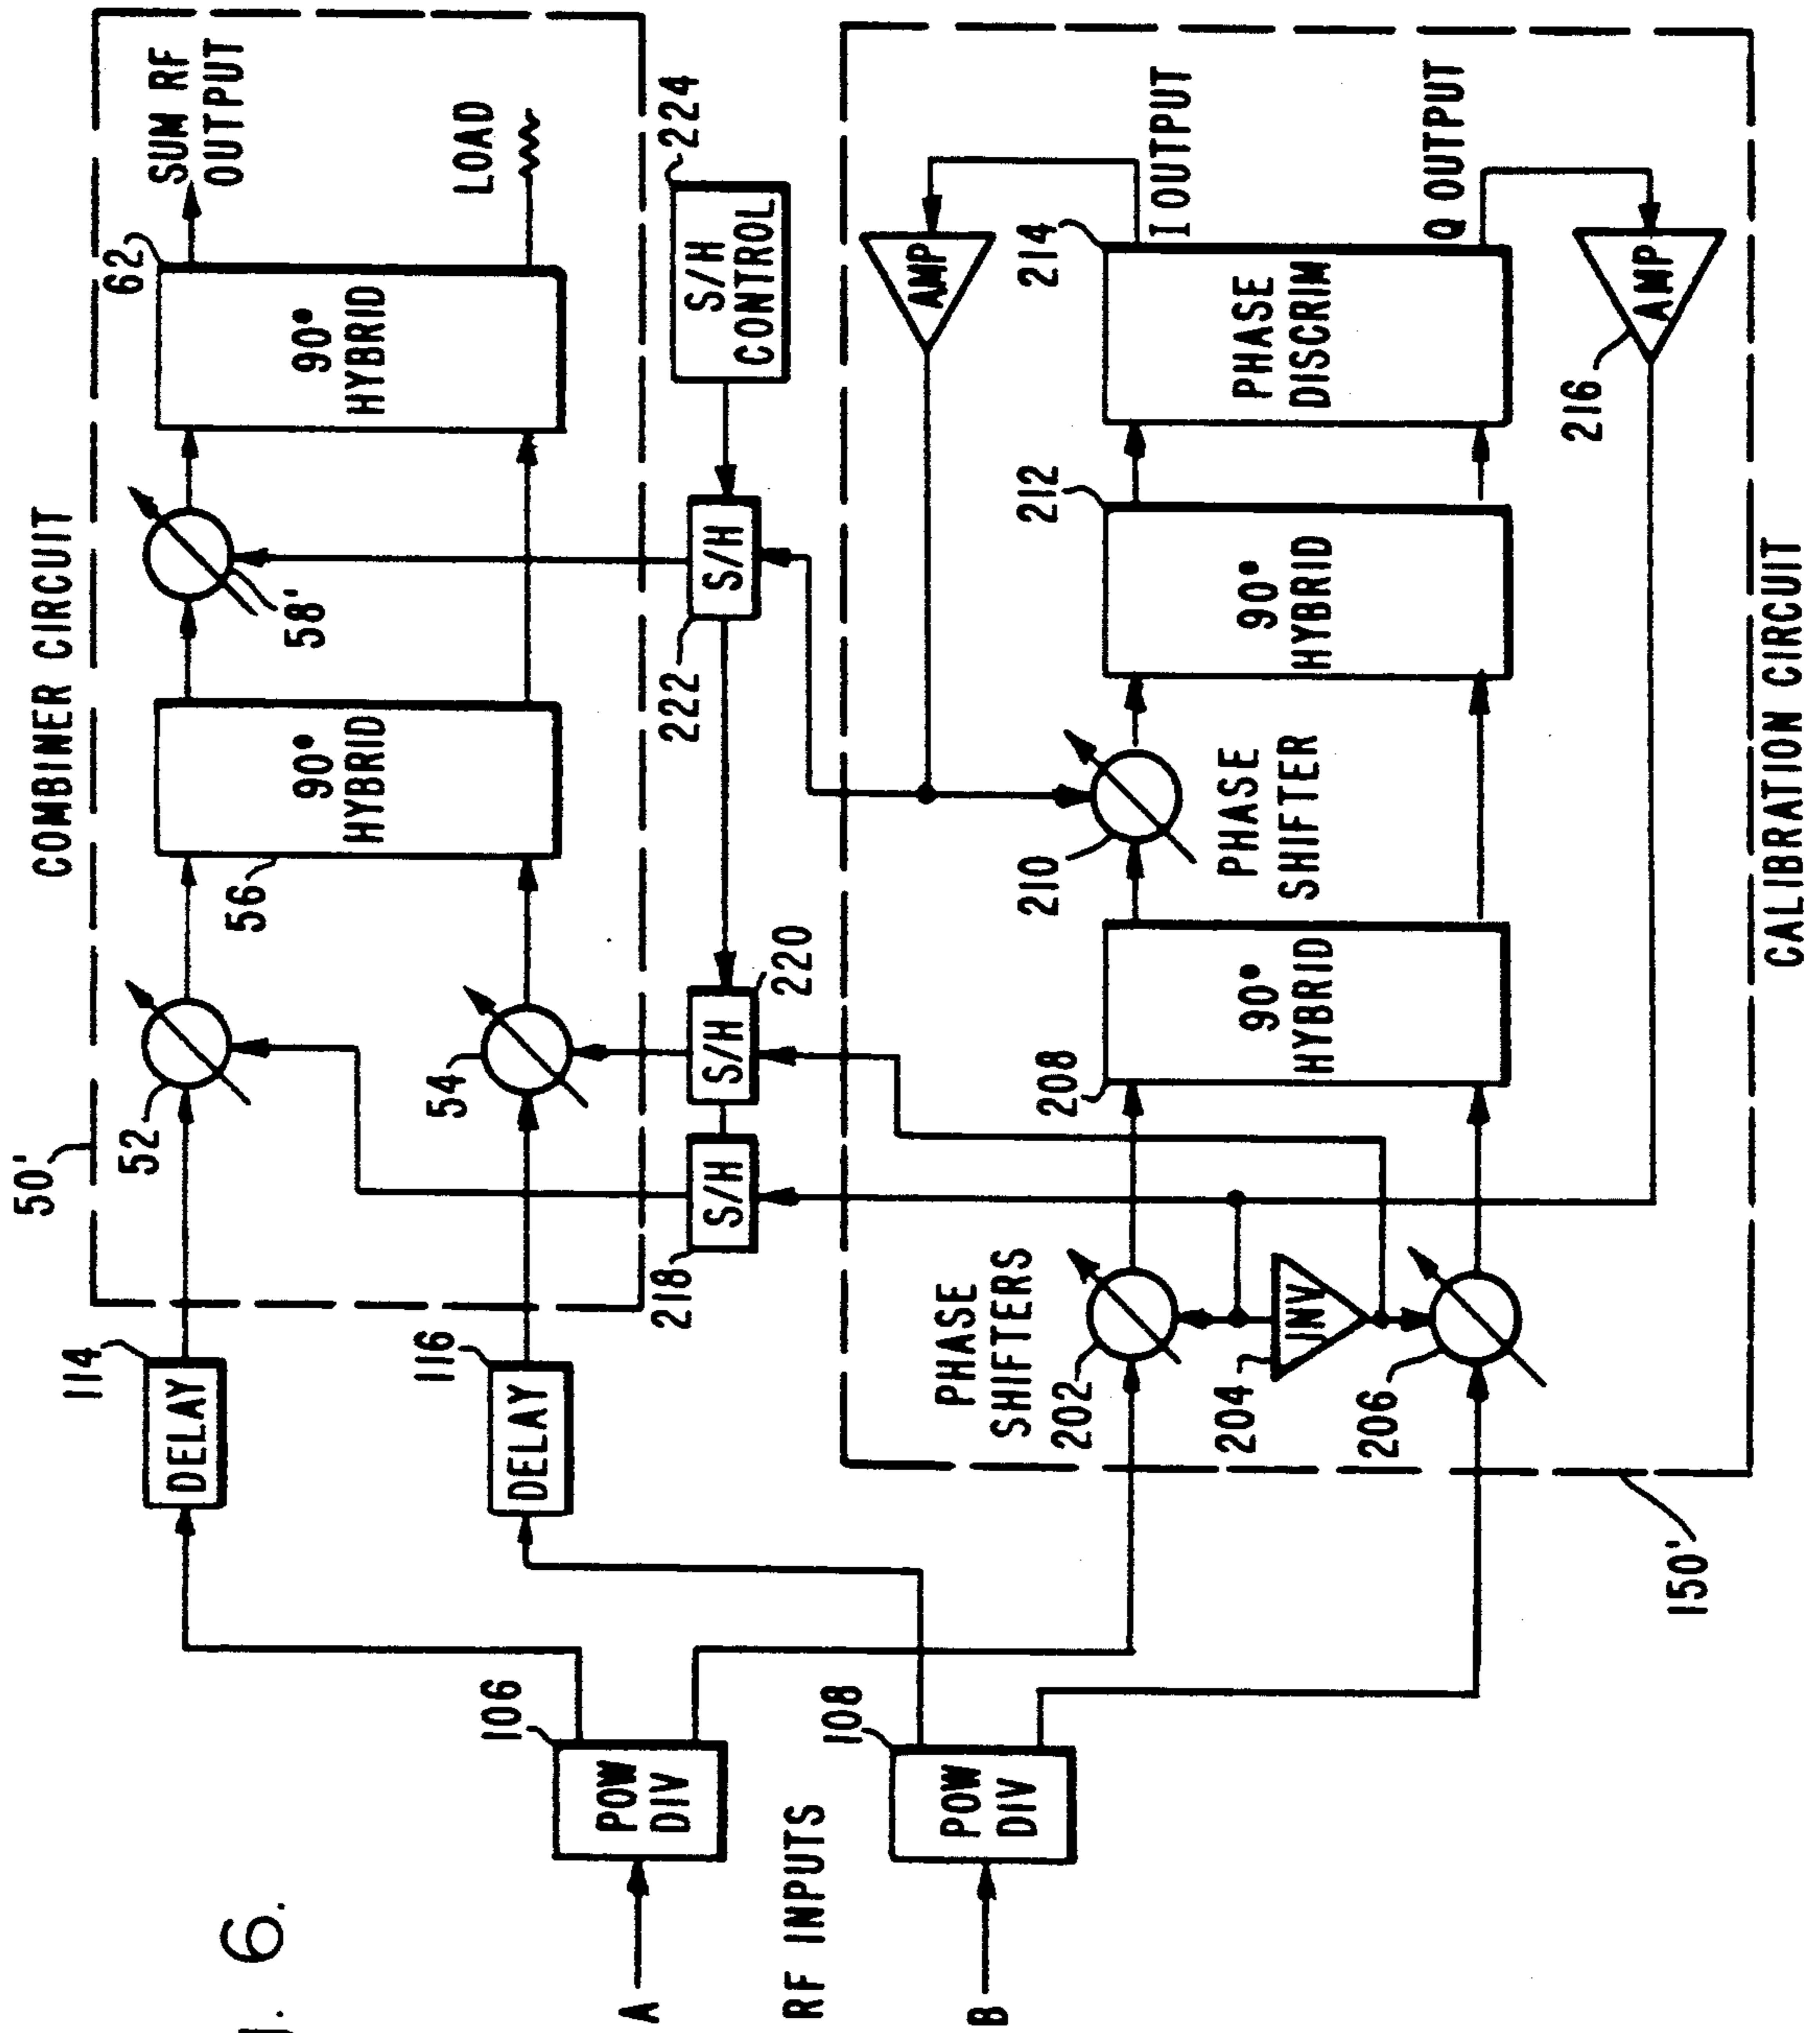 COMBINER CIRCUIT
50'
SUM RF
OUTPUT
62
LOAD
90°
HYBRID
58'
90°
HYBRID
56
52
54
114
DELAY
116
DELAY
224
S/H
CONTROL
S/H
222
S/H
220
S/H
218
106
POW
DIV
A
RF INPUTS
108
POW
DIV
B
AMP
I OUTPUT
214
PHASE
DISCRIM
Q OUTPUT
AMP
216
212
90°
HYBRID
210
PHASE
SHIFTER
208
90°
HYBRID
PHASE
SHIFTERS
202
204
INV
206
150'
CALIBRATION CIRCUIT
6.